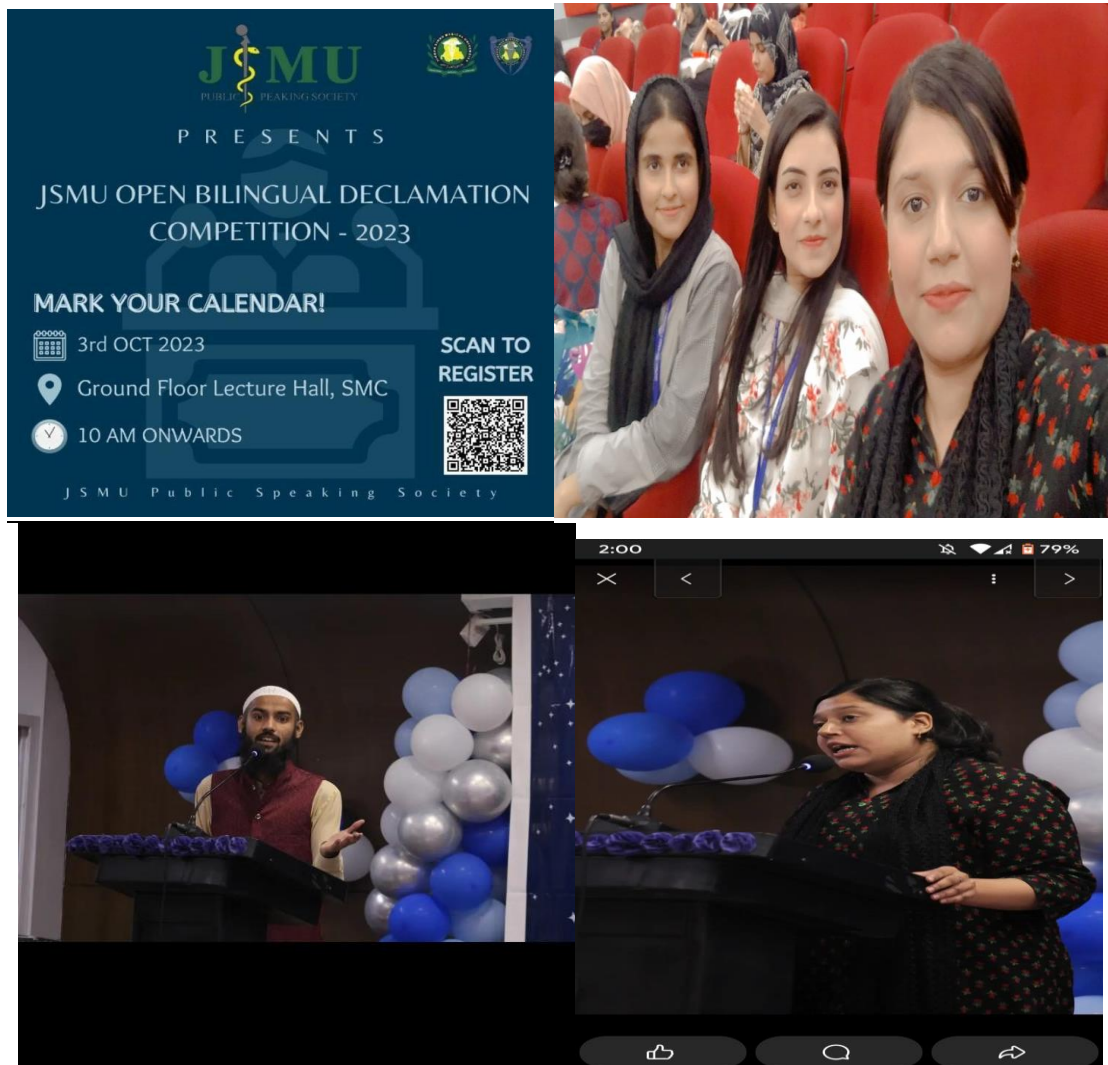 JSMU
PUBLIC SPEAKING SOCIETY
PRESENTS
JSMU OPEN BILINGUAL DECLAMATION
COMPETITION - 2023
MARK YOUR CALENDAR!
3rd OCT 2023
Ground Floor Lecture Hall, SMC
10 AM ONWARDS
SCAN TO
REGISTER
JSMU Public Speaking Society
2:00
79%